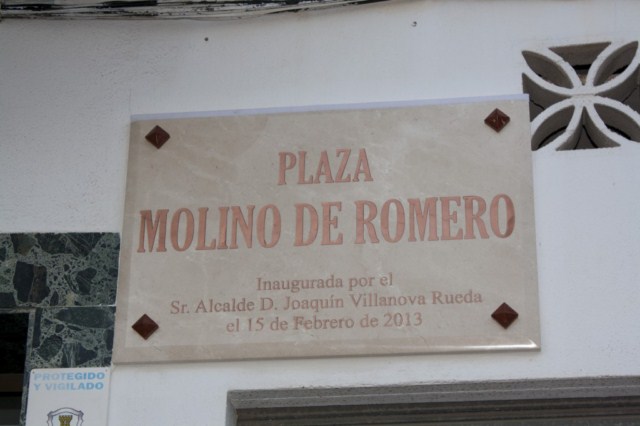 PLAZA
MOLINO DE ROMERO
Inaugurada por el
Sr. Alcalde D. Joaquín Villanova Rueda
el 15 de Febrero de 2013
PROTEGIDO
Y VIGILADO